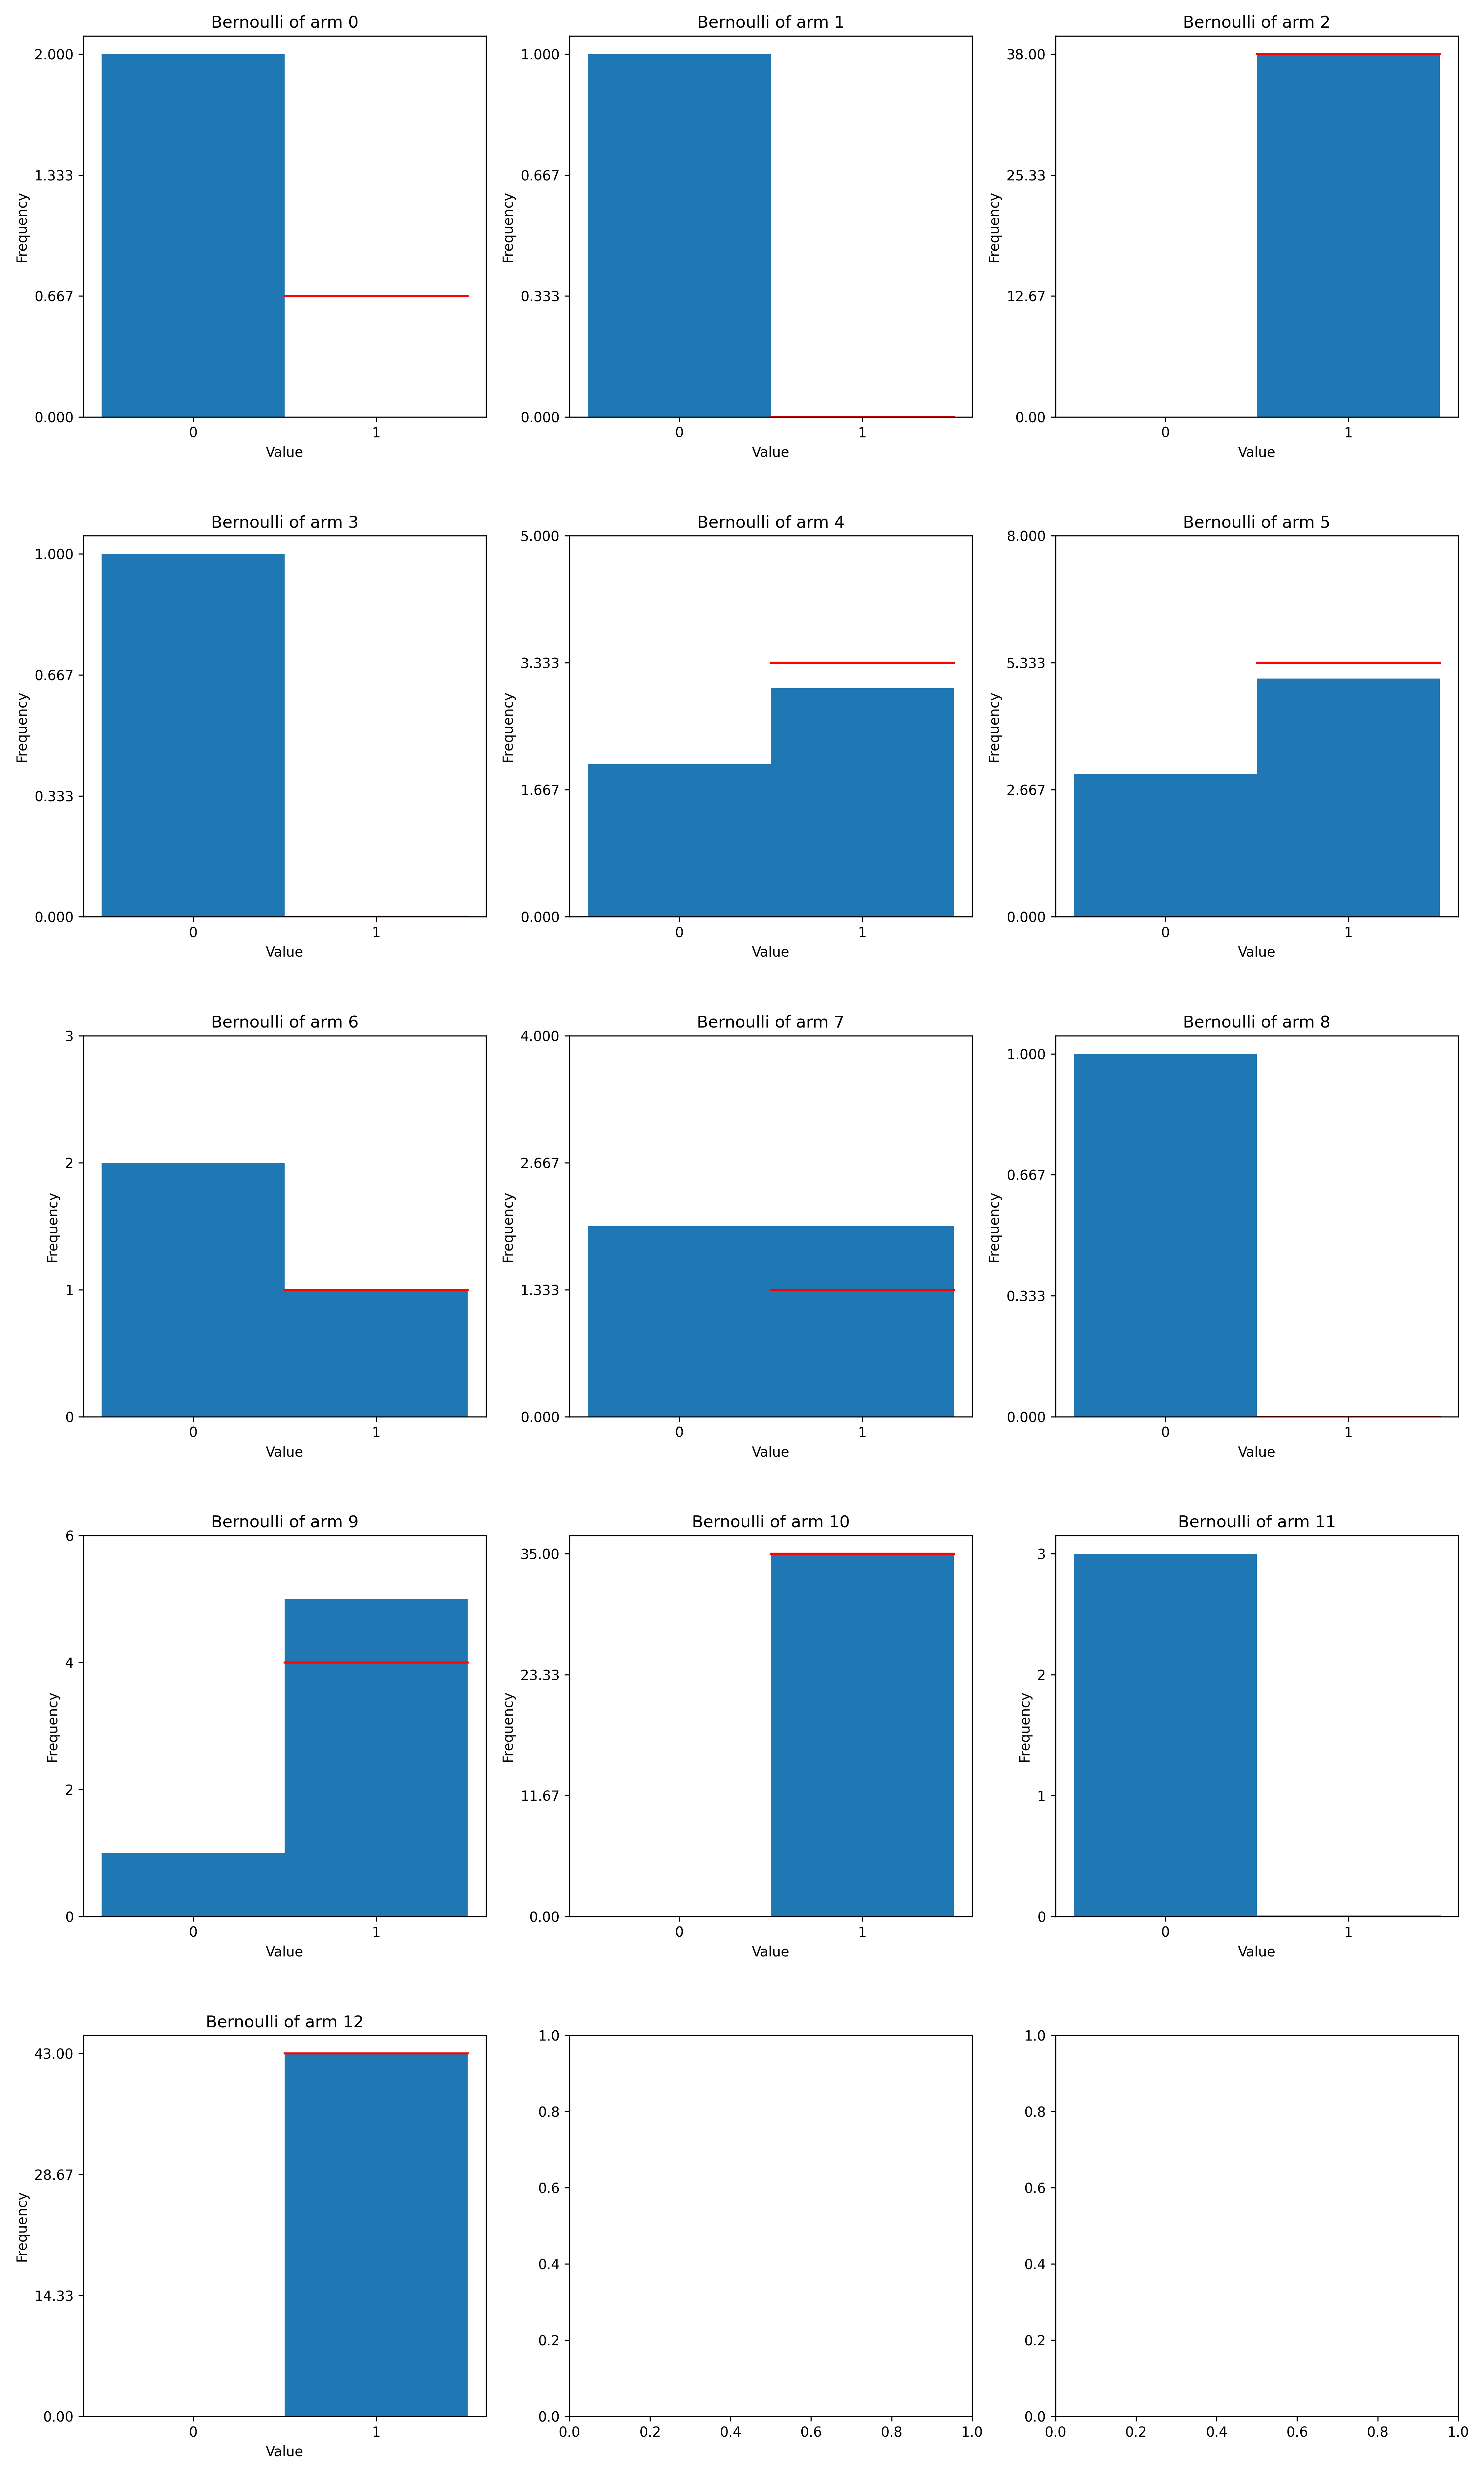 Bernoulli of arm 0
2.000
1.333
0.667
0.000
Frequency
0 1
Value
Bernoulli of arm 1
1.000
0.667
0.333
0.000
Frequency
0 1
Value
Bernoulli of arm 2
38.00
25.33
12.67
0.00
Frequency
0 1
Value
Bernoulli of arm 3
1.000
0.667
0.333
0.000
Frequency
0 1
Value
Bernoulli of arm 4
5.000
3.333
1.667
0.000
Frequency
0 1
Value
Bernoulli of arm 5
8.000
5.333
2.667
0.000
Frequency
0 1
Value
Bernoulli of arm 6
3
2
1
0
Frequency
0 1
Value
Bernoulli of arm 7
4.000
2.667
1.333
0.000
Frequency
0 1
Value
Bernoulli of arm 8
1.000
0.667
0.333
0.000
Frequency
0 1
Value
Bernoulli of arm 9
6
4
2
0
Frequency
0 1
Value
Bernoulli of arm 10
35.00
23.33
11.67
0.00
Frequency
0 1
Value
Bernoulli of arm 11
3
2
1
0
Frequency
0 1
Value
Bernoulli of arm 12
43.00
28.67
14.33
0.00
Frequency
0 1
Value
1.0
0.8
0.6
0.4
0.2
0.0
0.0 0.2 0.4 0.6 0.8 1.0
1.0
0.8
0.6
0.4
0.2
0.0
0.0 0.2 0.4 0.6 0.8 1.0